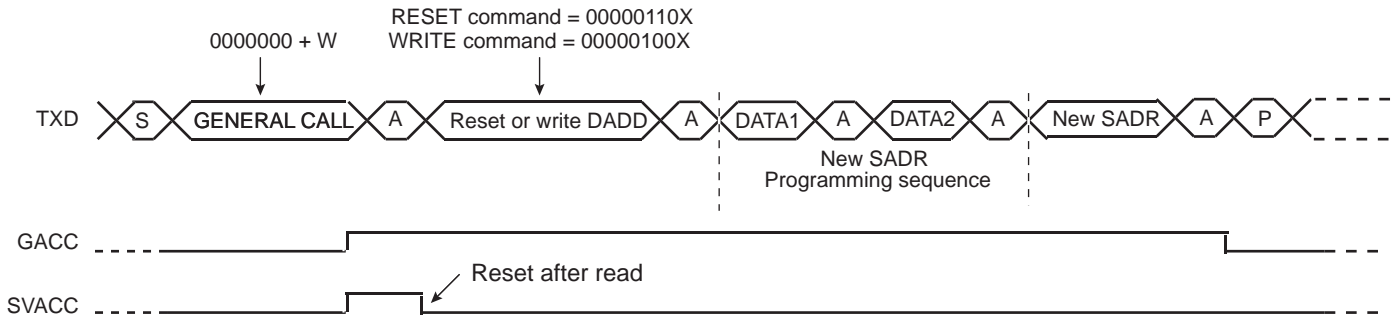 RESET command = 00000110X
0000000 + W
WRITE command = 00000100X
TXD S GENERAL CALL A Reset or write DADD A DATA1 A DATA2 A New SADR A P
New SADR
Programming sequence
GACC
Reset after read
SVACC